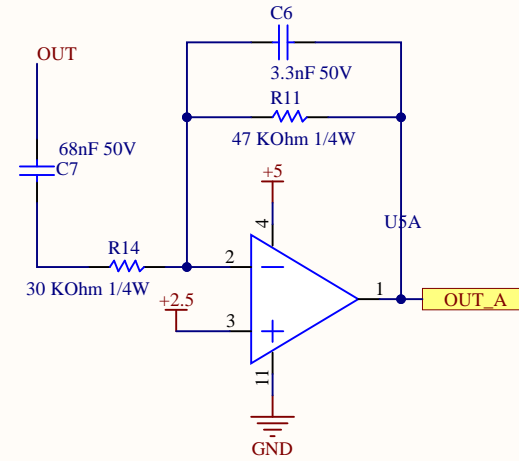 C6
OUT
3.3nF 50V
R11
68nF 50V
47 KOhm 1/4W
C7
+5
4
U5A
R14
2
30 KOhm 1/4W
+2.5
1
OUT_A
3
11
GND